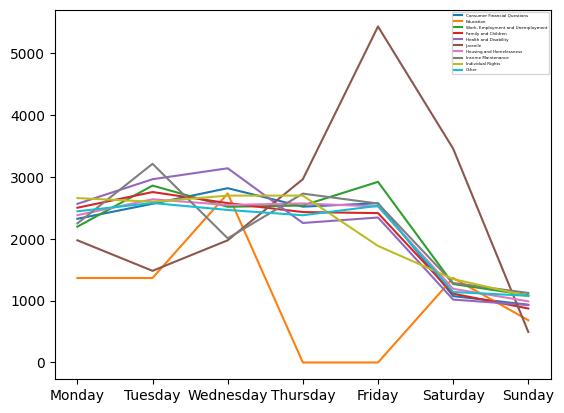 Consumer Financial Questions
Education
Work, Employment and Unemployment
Family and Children
Health and Disability
Juvenile
Housing and Homelessness
Income Maintenance
Individual Rights
Other
5000
4000
3000
2000
1000
0
Monday Tuesday Wednesday Thursday Friday Saturday Sunday